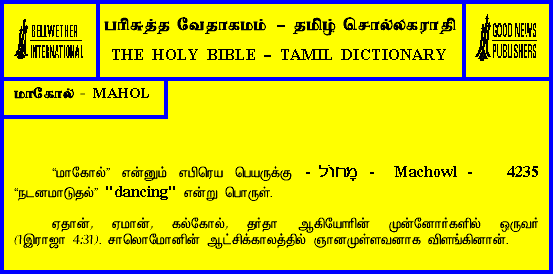 BELLWETHER
INTERNATIONAL
பரிசுத்த வேதாகமம் – தமிழ் சொல்லகராதி
THE HOLY BIBLE – TAMIL DICTIONARY
GOOD NEWS
PUBLISHERS
மாகோல் - MAHOL
“மாகோல்” என்னும் எபிரெய பெயருக்கு - מָחוֹל - Machowl - 4235
“நடனமாடுதல்” "dancing" என்று பொருள்.
ஏதான், ஏமான், கல்கோல், தர்தா ஆகியோரின் முன்னோர்களில் ஒருவர்
(1இராஜா 4:31). சாலொமோனின் ஆட்சிக்காலத்தில் ஞானமுள்ளவனாக விளங்கினான்.